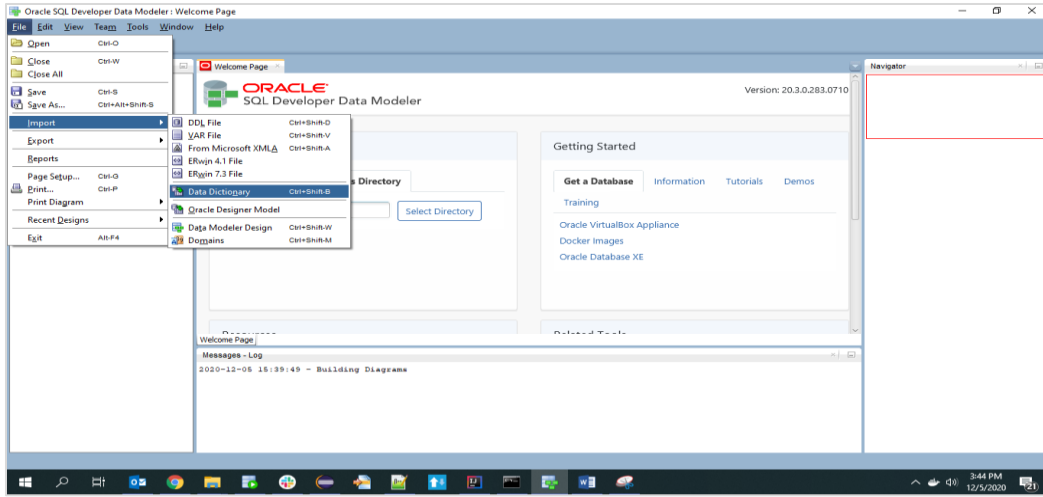 Oracle SQL Developer Data Modeler : Welcome Page
File Edit View Team Tools Window Help
Open Ctrl-O
Close Ctrl-W
Close All
Save Ctrl-S
Save As... Ctrl+Alt+Shift-S
Import
Export
Reports
Page Setup... Ctrl-G
Print... Ctrl-P
Print Diagram
Recent Designs
Exit Alt-F4
DDL File Ctrl+Shift-D
VAR File Ctrl+Shift-V
From Microsoft XMLA Ctrl+Shift-A
ERwin 4.1 File
ERwin 7.3 File
Data Dictionary Ctrl+Shift-B
Oracle Designer Model
Data Modeler Design Ctrl+Shift-W
Domains Ctrl+Shift-M
Welcome Page
ORACLE
SQL Developer Data Modeler
Version: 20.3.0.283.0710
s Directory
Select Directory
Getting Started
Get a Database Information Tutorials Demos
Training
Oracle VirtualBox Appliance
Docker Images
Oracle Database XE
Welcome Page
Messages - Log
2020-12-05 15:39:49 - Building Diagrams
Navigator
3:44 PM
12/5/2020
21